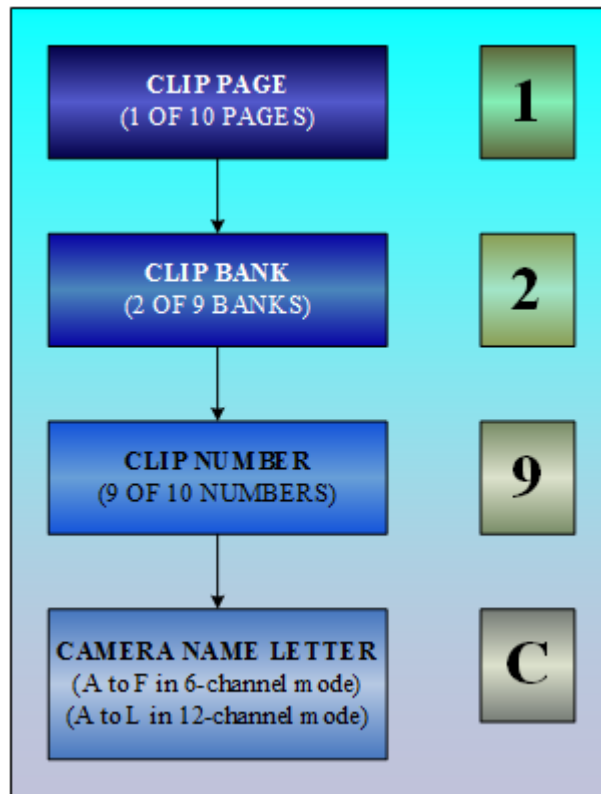 CLIP PAGE
(1 OF 10 PAGES)
1
CLIP BANK
(2 OF 9 BANKS)
2
CLIP NUMBER
(9 OF 10 NUMBERS)
9
CAMERA NAME LETTER
(A to F in 6-channel mode)
(A to L in 12-channel mode)
C